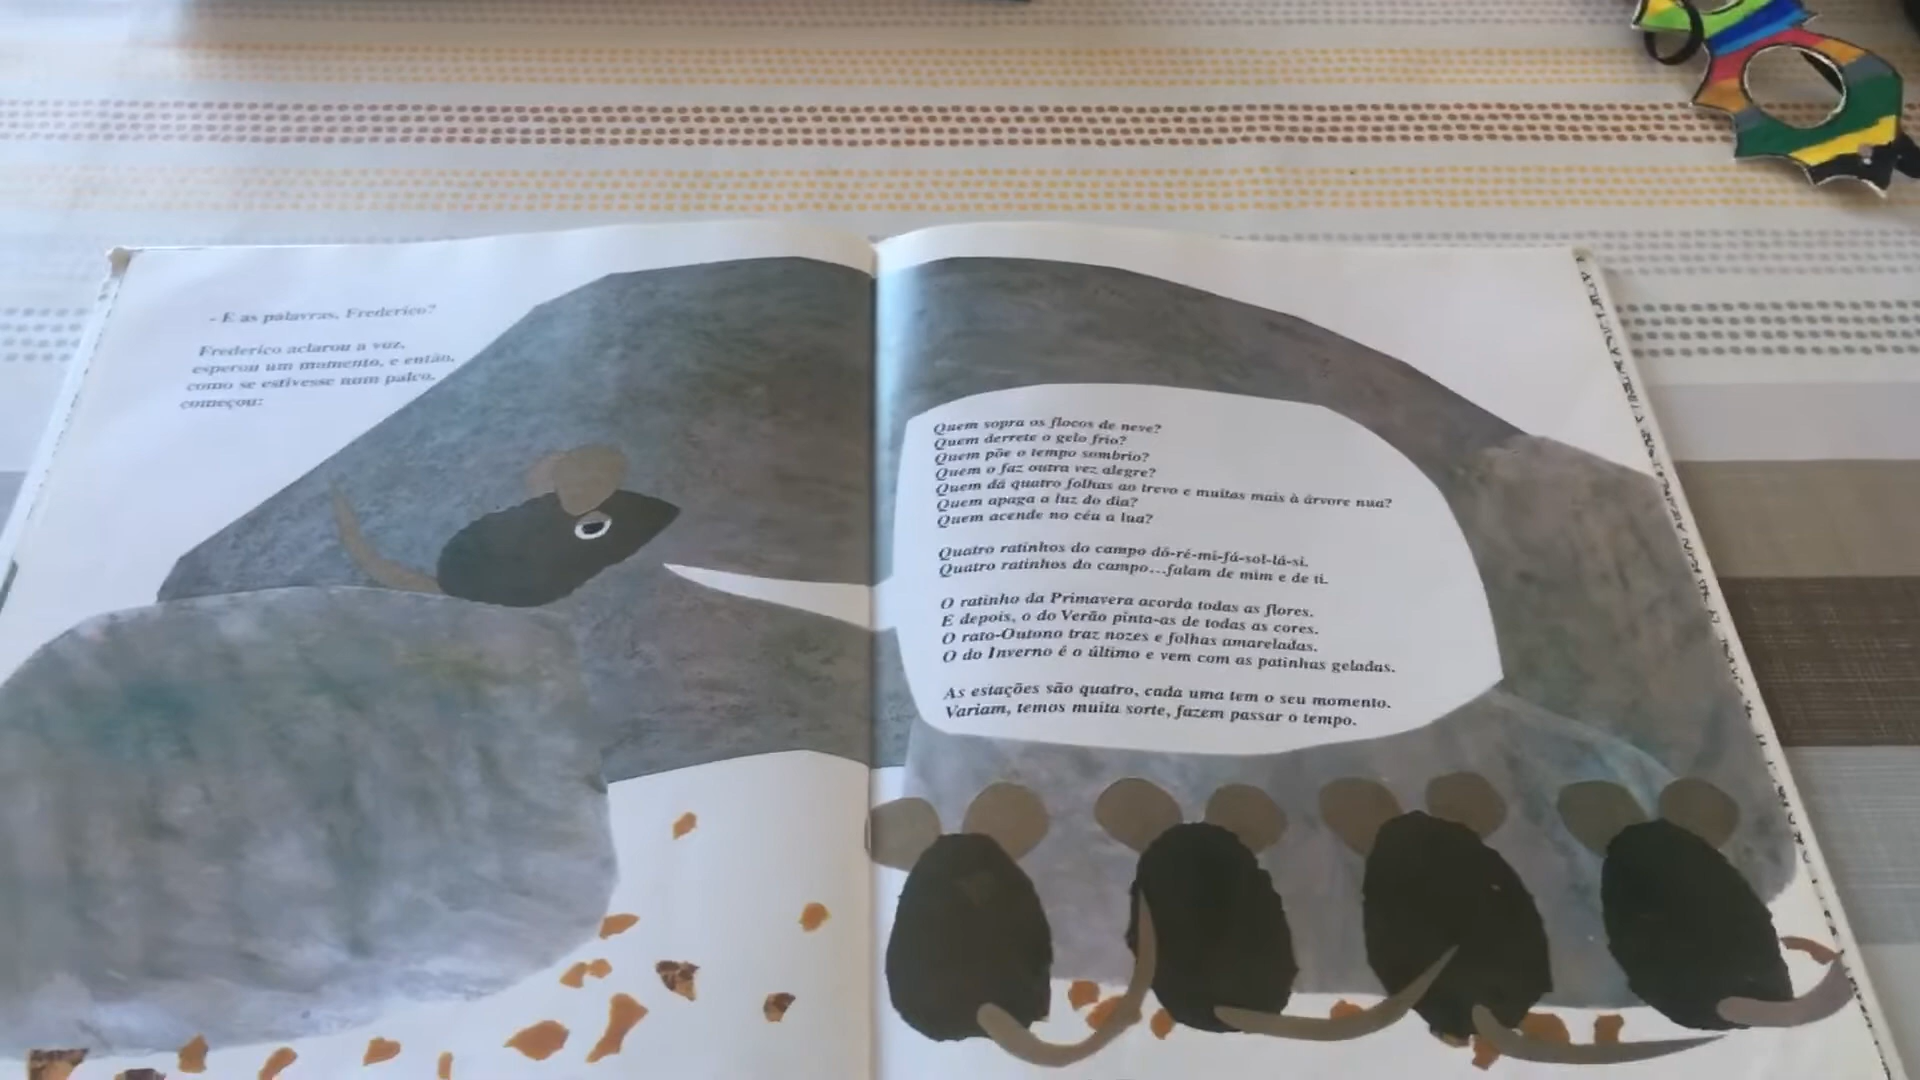 - E as palavras, Frederico?
Frederico aclarou a voz,
esperou um momento, e então,
como se estivesse num palco,
começou:
Quem sopra os flocos de neve?
Quem derrete o gelo frio?
Quem põe o tempo sombrio?
Quem o faz outra vez alegre?
Quem dá quatro folhas ao trevo e muitas mais à árvore nua?
Quem apaga a luz do dia?
Quem acende no céu a lua?
Quatro ratinhos do campo dó-ré-mi-fá-sol-lá-si.
Quatro ratinhos do campo...falam de mim e de ti.
O ratinho da Primavera acorda todas as flores.
E depois, o do Verão pinta-as de todas as cores.
O rato-Outono traz nozes e folhas amareladas.
O do Inverno é o último e vem com as patinhas geladas.
As estações são quatro, cada uma tem o seu momento.
Variam, temos muita sorte, fazem passar o tempo.